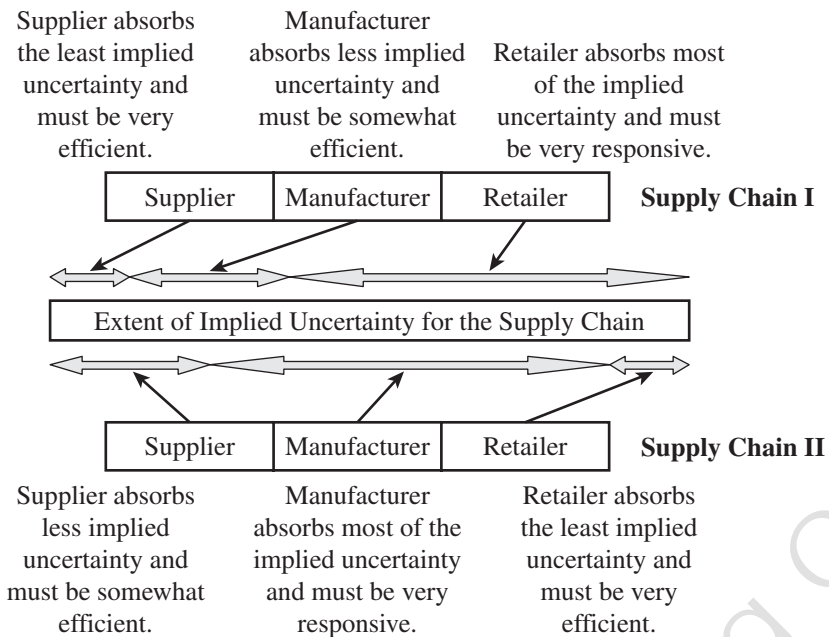 Supplier absorbs
the least implied
uncertainty and
must be very
efficient.
Manufacturer
absorbs less implied
uncertainty and
must be somewhat
efficient.
Retailer absorbs most
of the implied
uncertainty and must
be very responsive.
Supplier
Manufacturer
Retailer
Supply Chain I
Extent of Implied Uncertainty for the Supply Chain
Supplier
Manufacturer
Retailer
Supply Chain II
Supplier absorbs
less implied
uncertainty and
must be somewhat
efficient.
Manufacturer
absorbs most of the
implied uncertainty
and must be very
responsive.
Retailer absorbs
the least implied
uncertainty and
must be very
efficient.